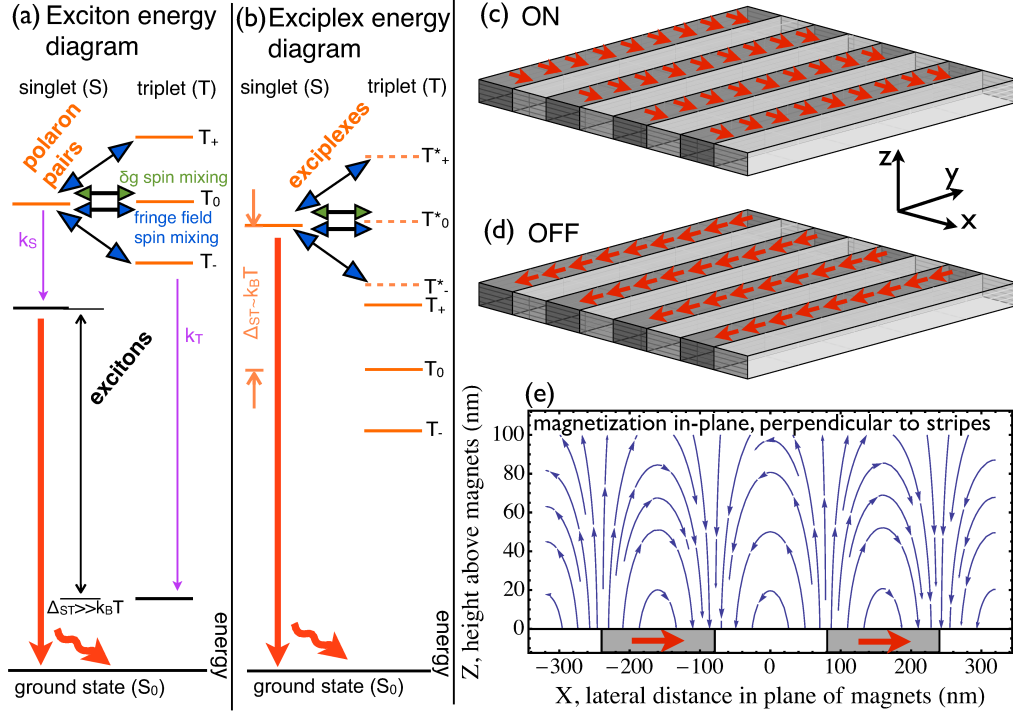 (a) Exciton energy
diagram
singlet (S)
triplet (T)
polaron
pairs
T+
δg spin mixing
T0
fringe field
spin mixing
T-
kS
kT
excitons
ΔST>>kBT
energy
ground state (S0)
(b) Exciplex energy
diagram
singlet (S)
triplet (T)
exciplexes
T*+
T*0
T*-
T+
ΔST~kBT
T0
T-
energy
ground state (S0)
(c) ON
z
y
x
(d) OFF
(e)
magnetization in-plane, perpendicular to stripes
Z, height above magnets (nm)
100
80
60
40
20
0
−300 −200 −100 0 100 200 300
X, lateral distance in plane of magnets (nm)